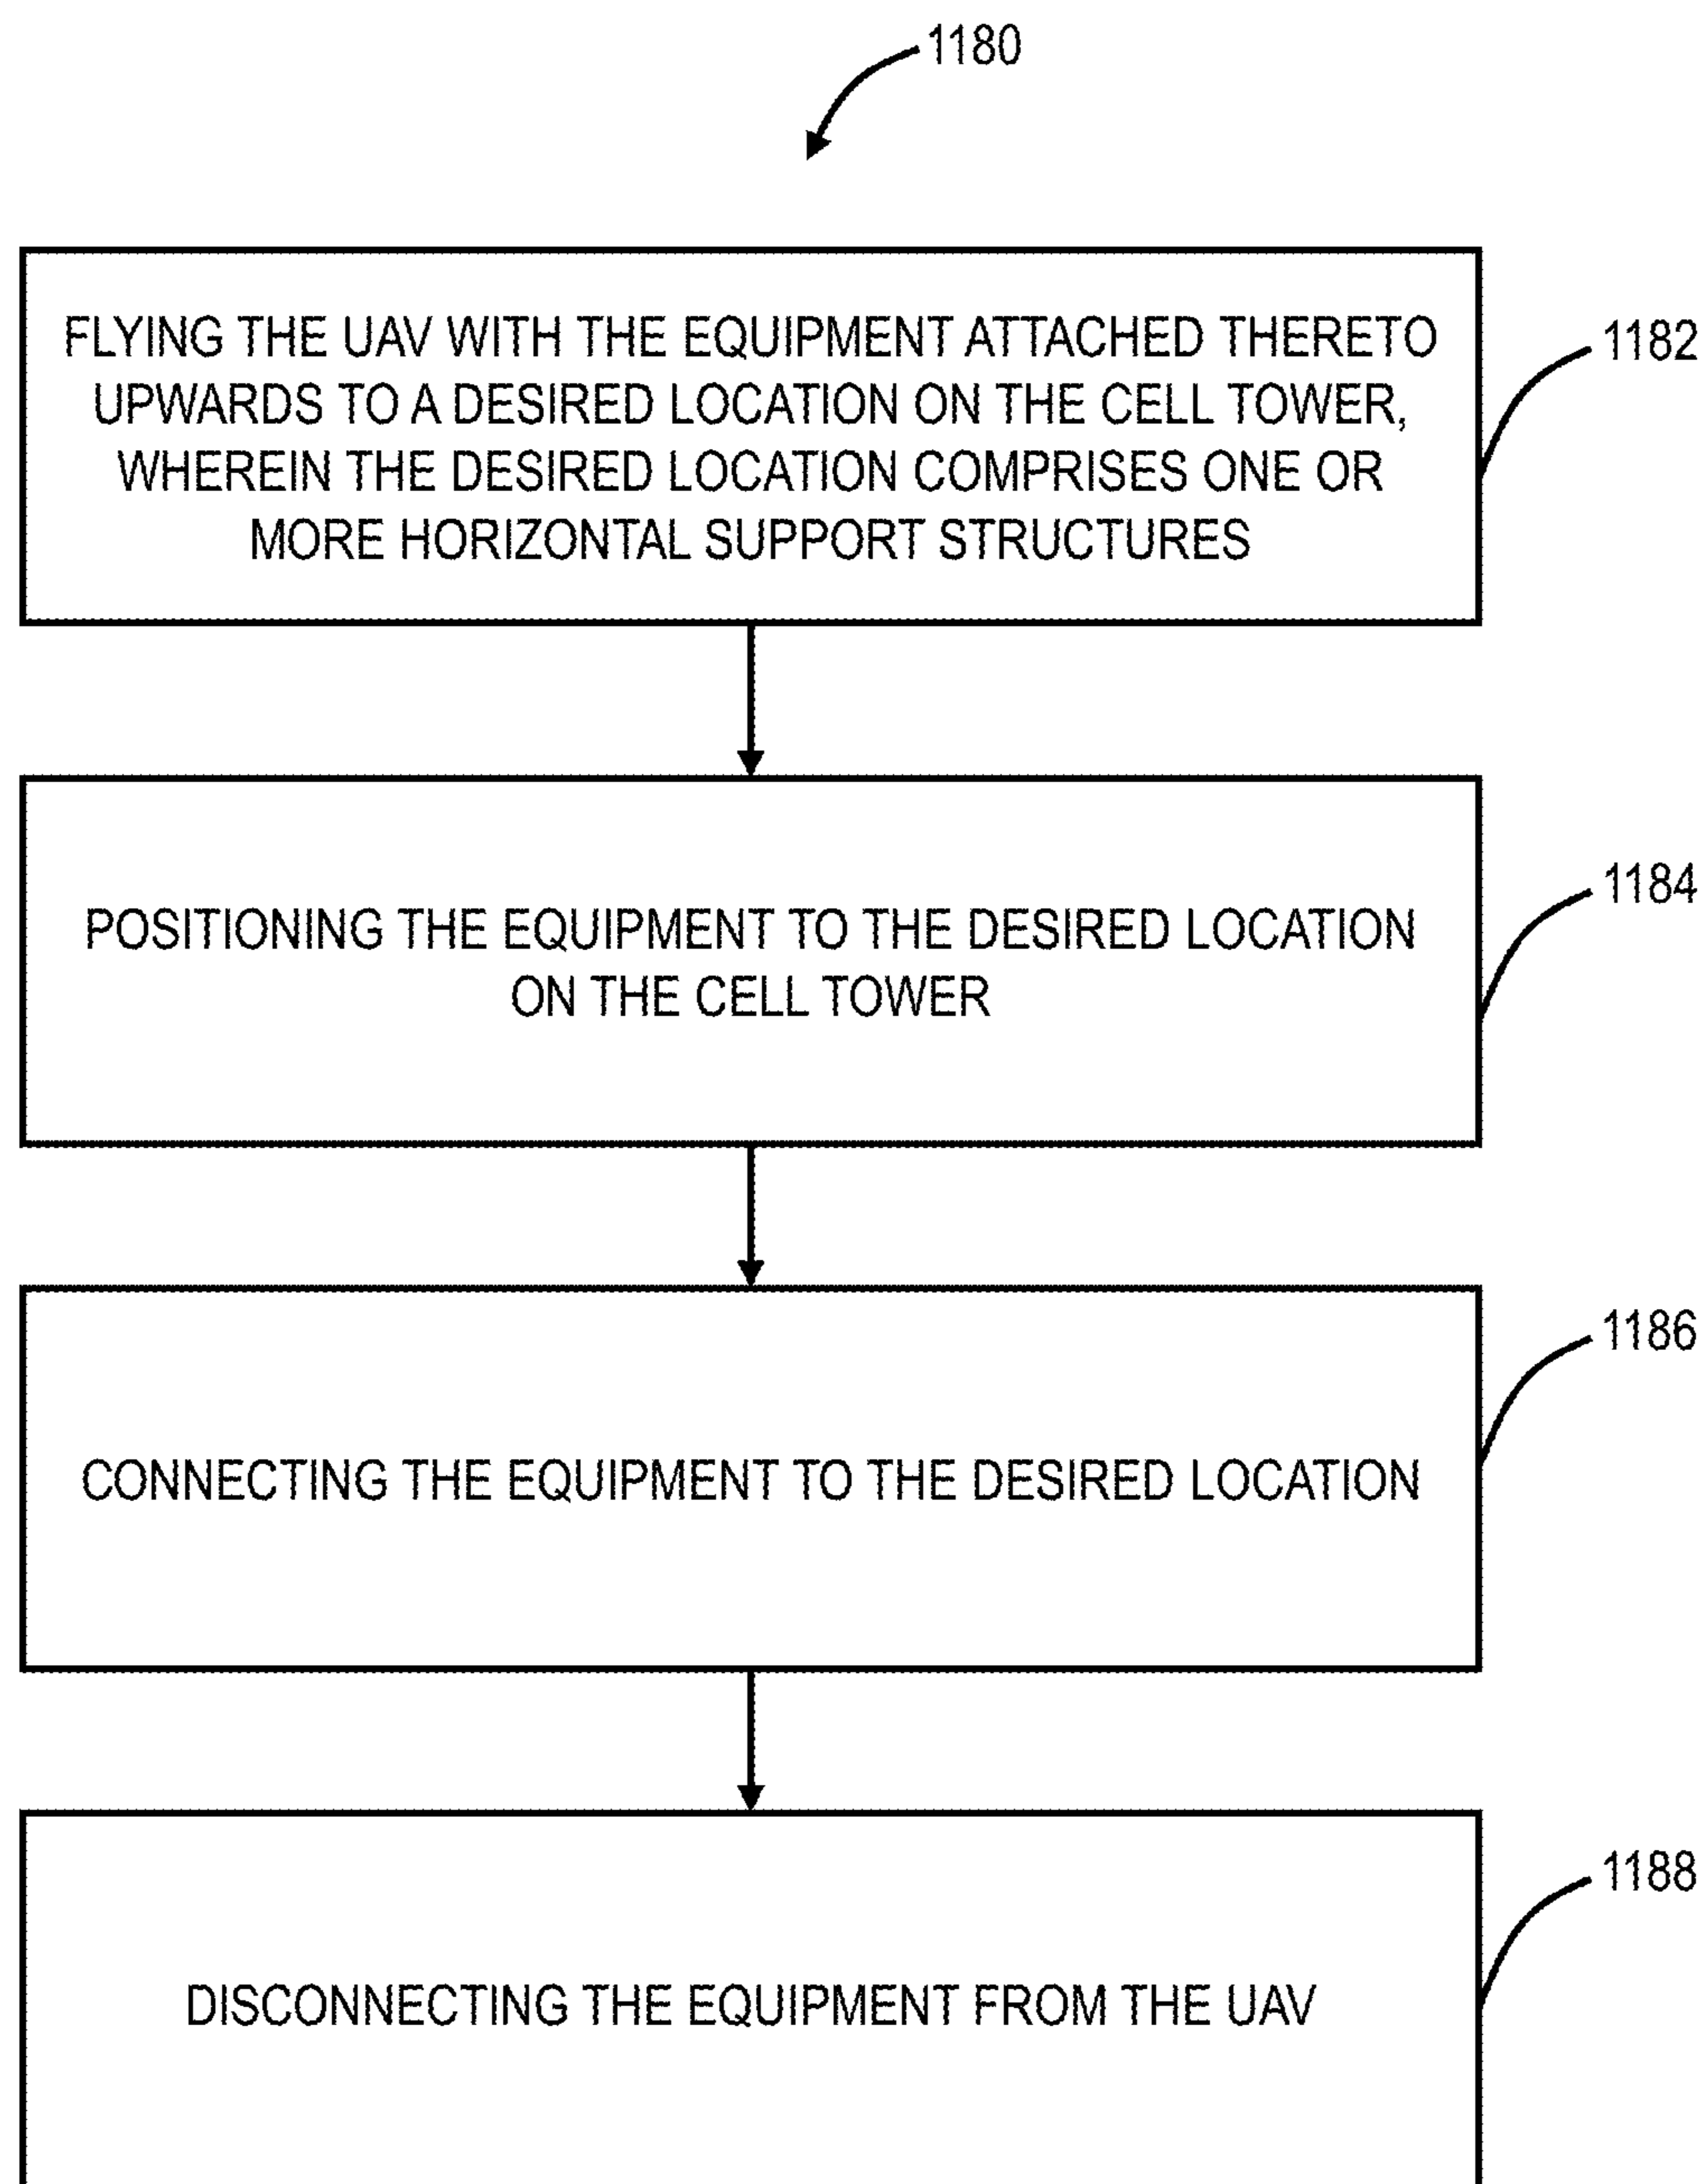 1180
FLYING THE UAV WITH THE EQUIPMENT ATTACHED THERETO
UPWARDS TO A DESIRED LOCATION ON THE CELL TOWER,
WHEREIN THE DESIRED LOCATION COMPRISES ONE OR
MORE HORIZONTAL SUPPORT STRUCTURES
1182
POSITIONING THE EQUIPMENT TO THE DESIRED LOCATION
ON THE CELL TOWER
1184
CONNECTING THE EQUIPMENT TO THE DESIRED LOCATION
1186
DISCONNECTING THE EQUIPMENT FROM THE UAV
1188